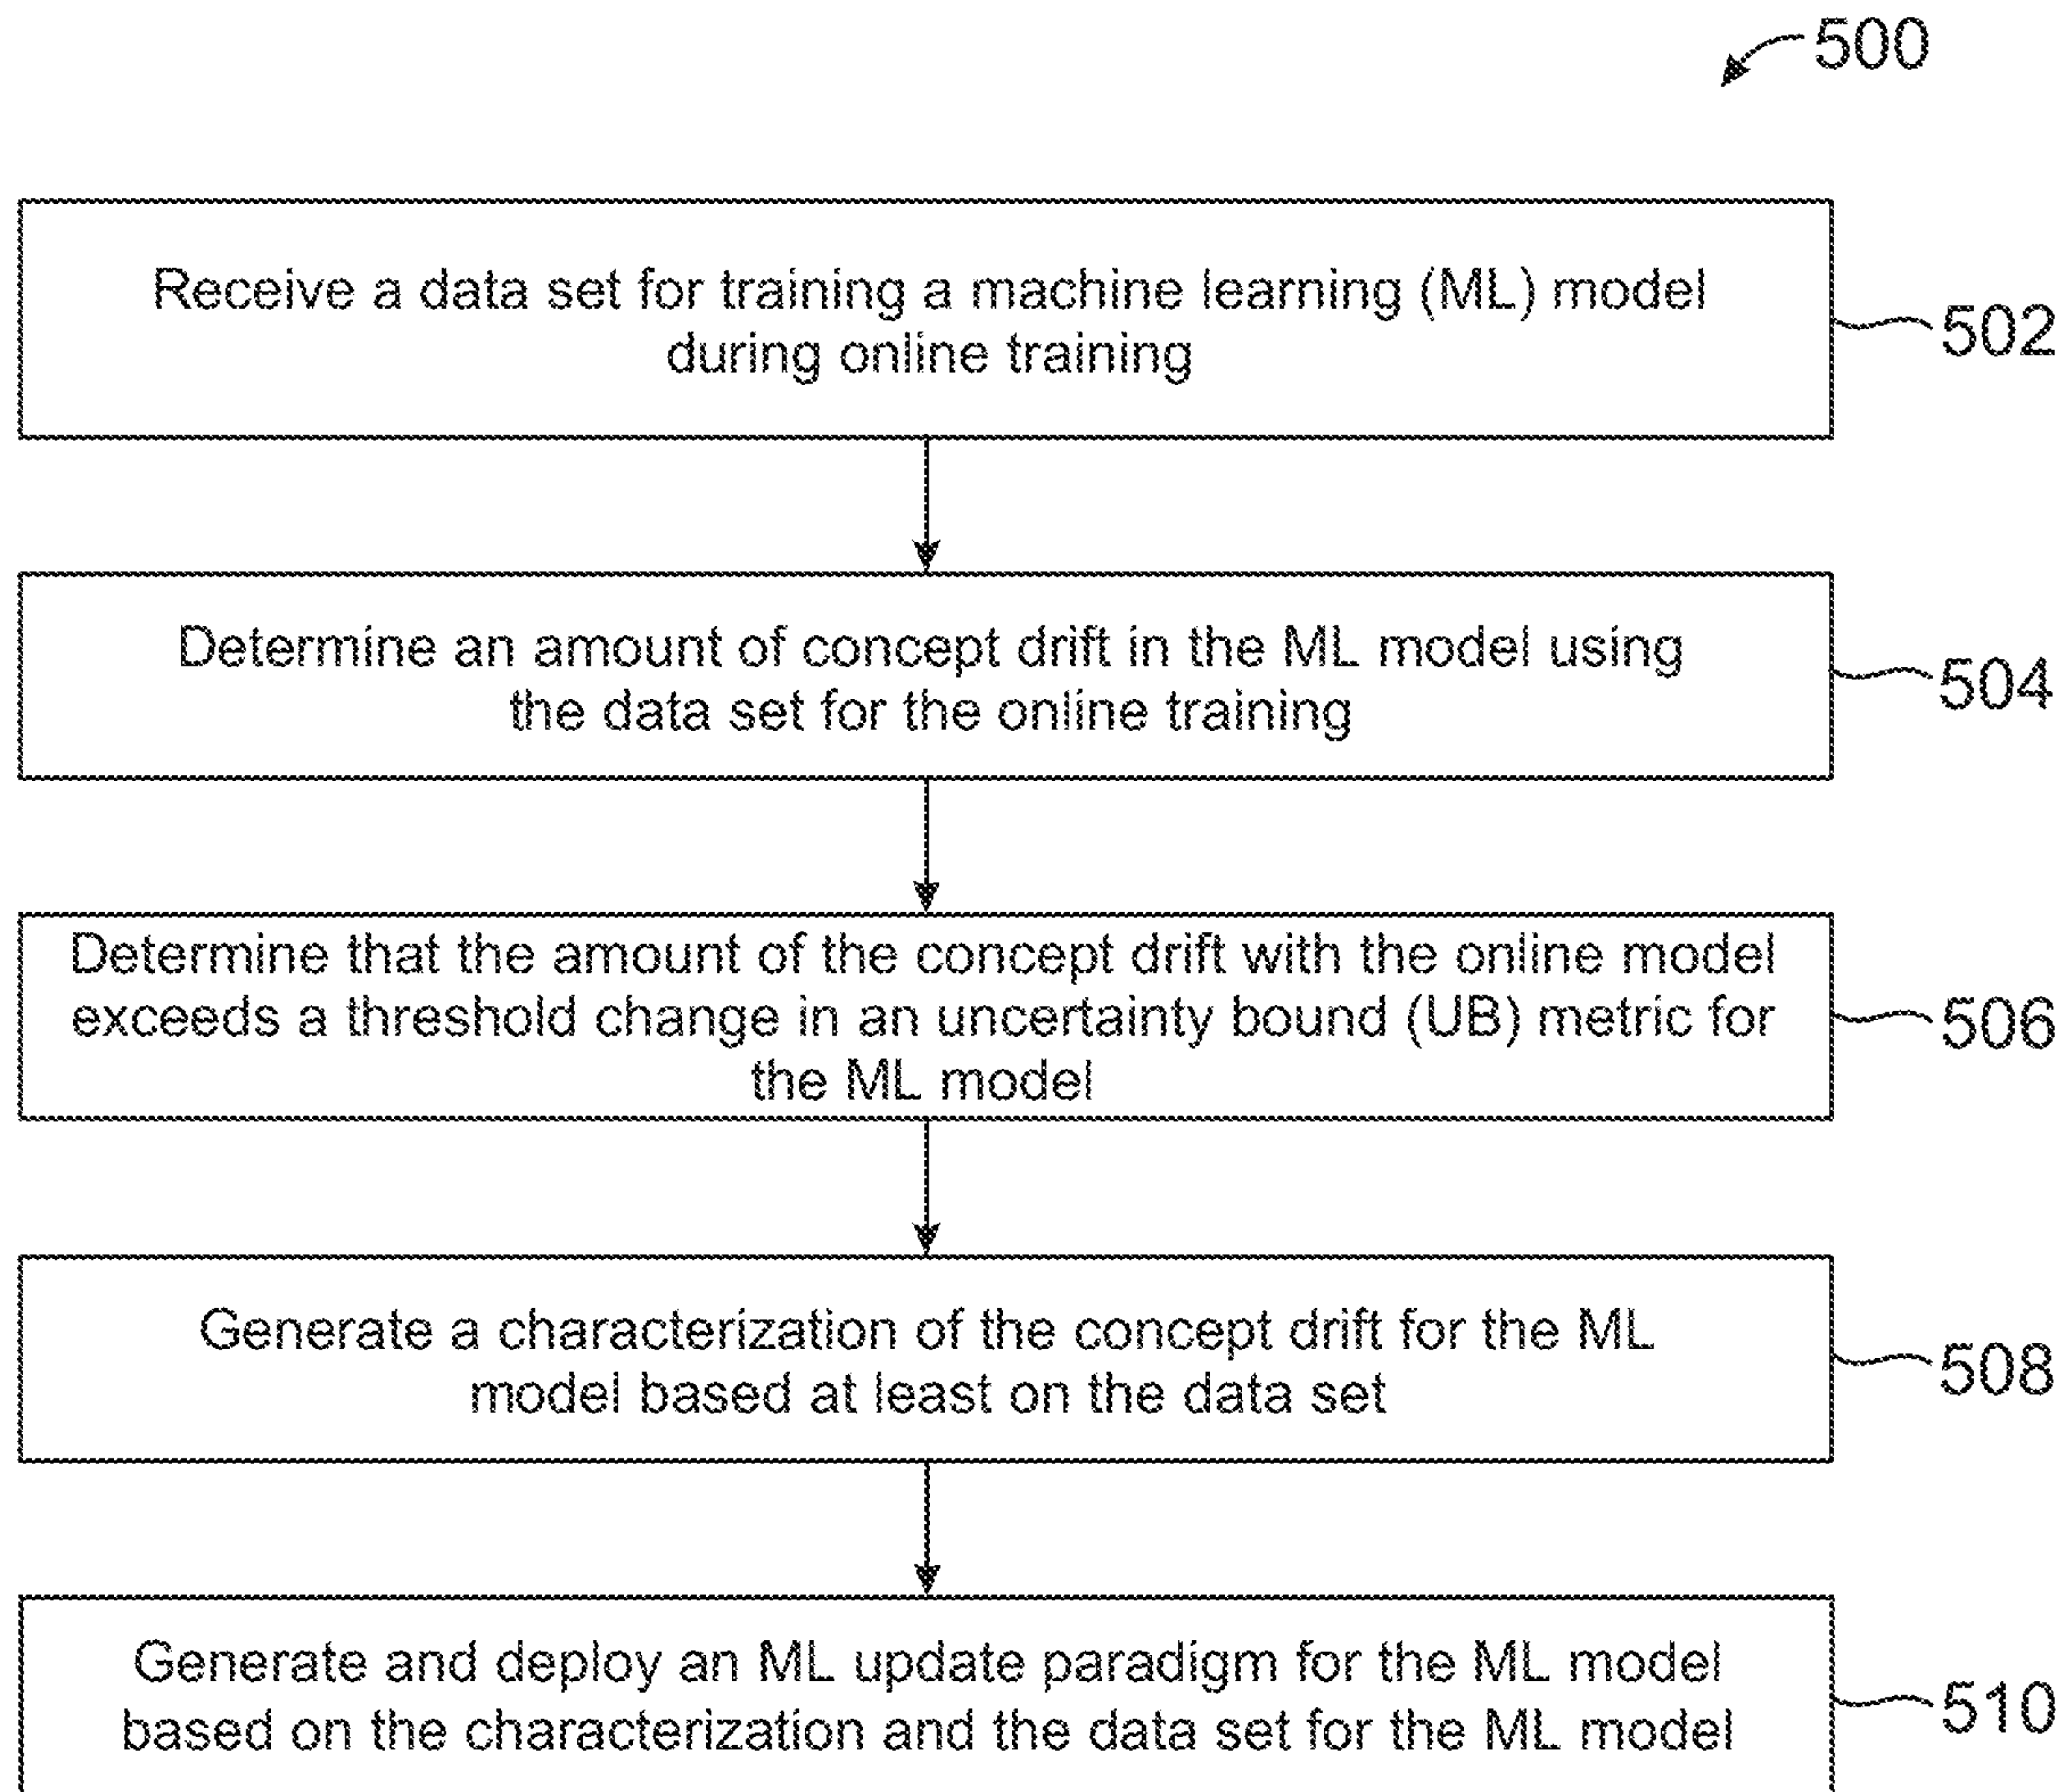 500
Receive a data set for training a machine learning (ML) model
during online training
502
Determine an amount of concept drift in the ML model using
the data set for the online training
504
Determine that the amount of the concept drift with the online model
exceeds a threshold change in an uncertainty bound (UB) metric for
the ML model
506
Generate a characterization of the concept drift for the ML
model based at least on the data set
508
Generate and deploy an ML update paradigm for the ML model
based on the characterization and the data set for the ML model
510